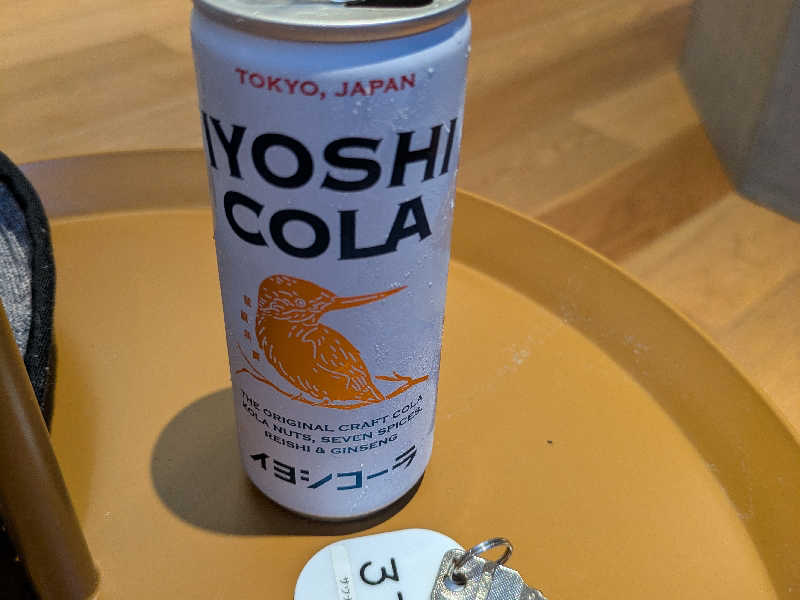 TOKYO, JAPAN
IYOSHI
COLA
THE ORIGINAL CRAFT COLA
KOLA NUTS, SEVEN SPICES,
REISHI & GINSENG
イヨシコーラ
37